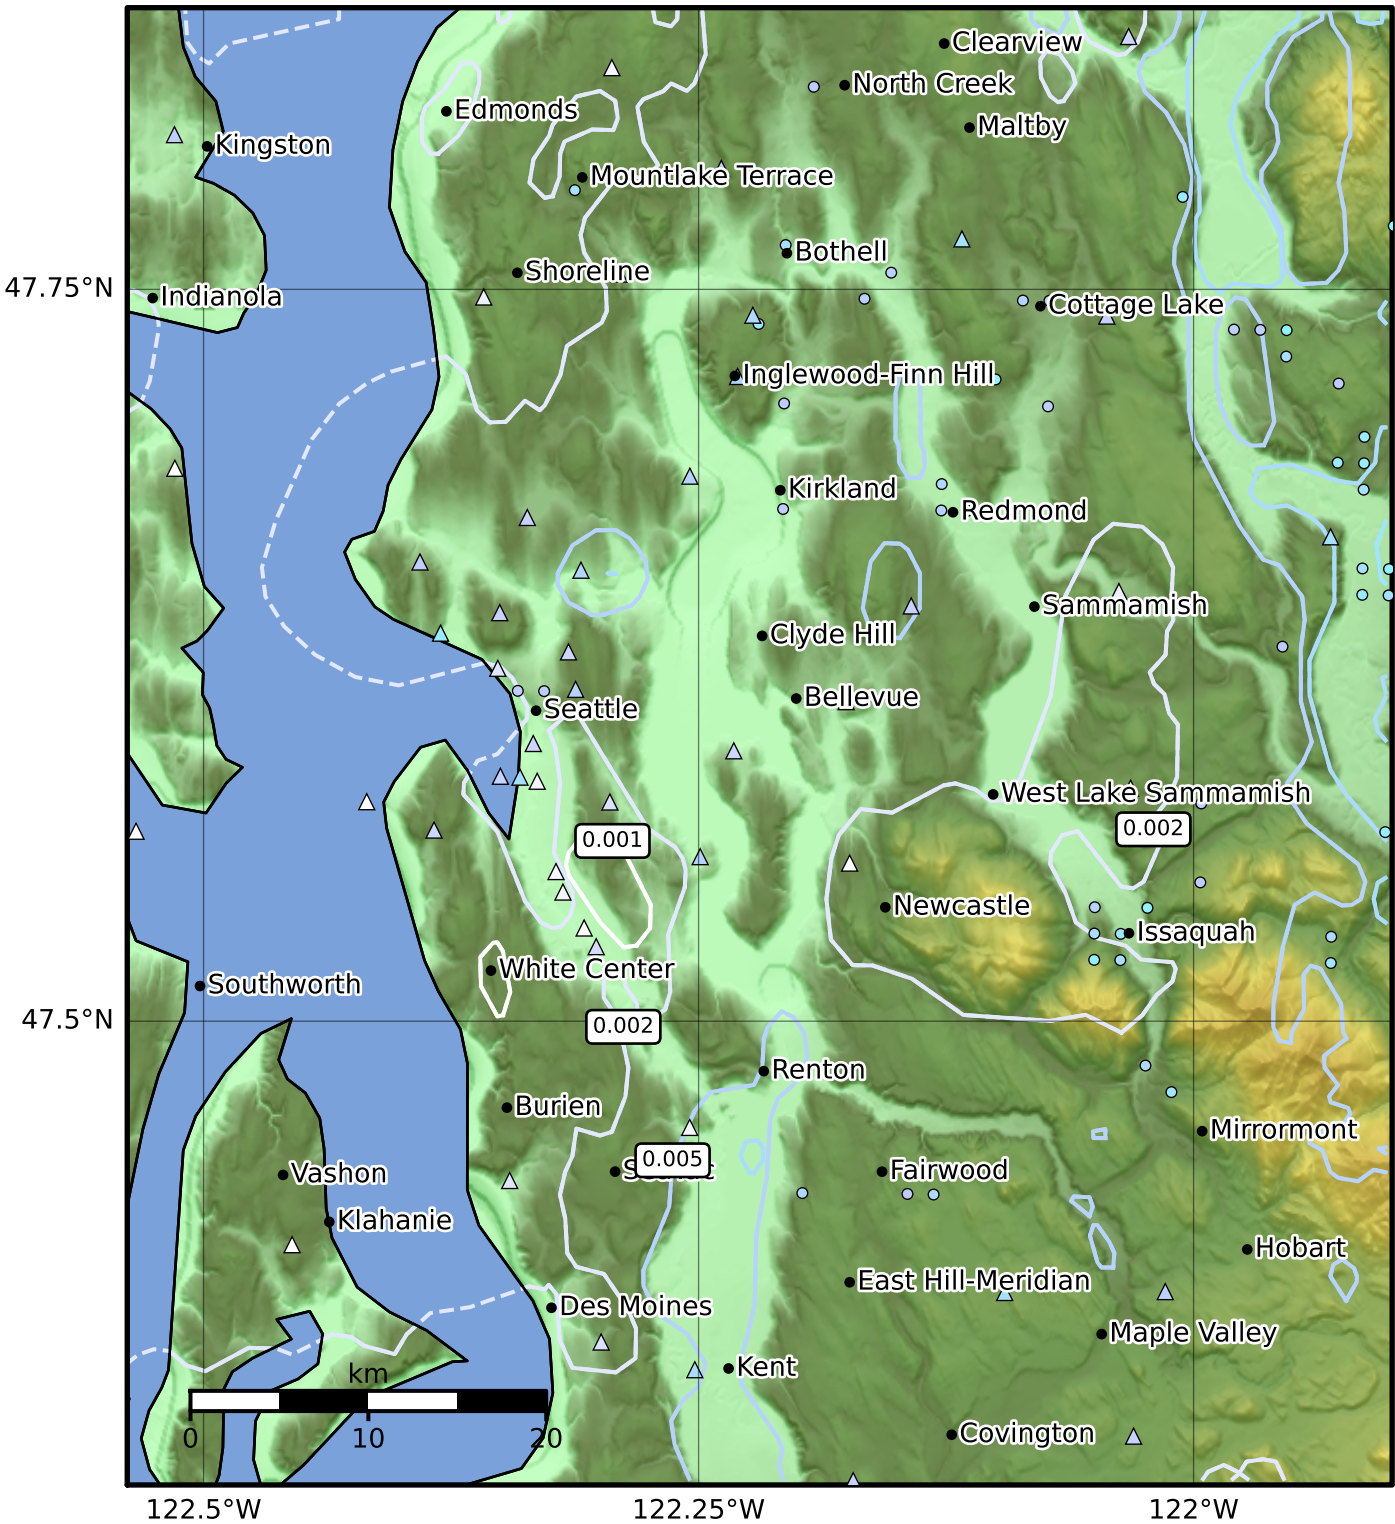 Clearview
North Creek
Edmonds
Maltby
Kingston
Mountlake Terrace
Bothell
Shoreline
47.75°N
Indianola
Cottage Lake
Inglewood-Finn Hill
Kirkland
Redmond
Sammamish
Clyde Hill
Bellevue
Seattle
West Lake Sammamish
0.002
0.001
Newcastle
Issaquah
White Center
Southworth
47.5°N
0.002
Renton
Burien
Mirrormont
0.005
Vashon
Fairwood
Klahanie
Hobart
East Hill-Meridian
Des Moines
Maple Valley
Kent
km
0 10 20
Covington
122.5°W 122.25°W 122°W